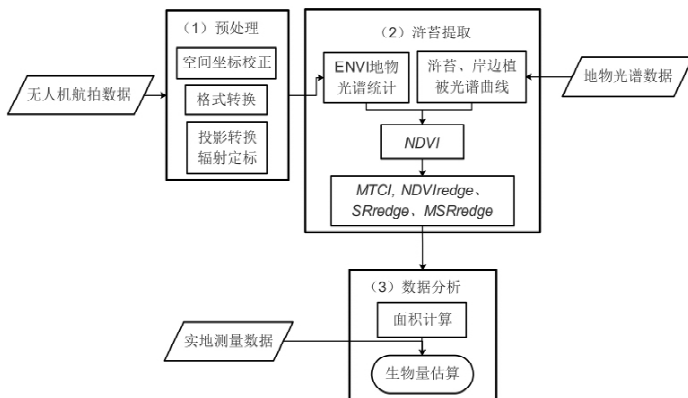 （1）预处理
空间坐标校正
格式转换
投影转换
辐射定标
无人机航拍数据
（2）浒苔提取
ENVI地物
光谱统计
浒苔、岸边植
被光谱曲线
地物光谱数据
NDVI
MTCI, NDVIredge、
SRredge、MSRredge
（3）数据分析
面积计算
实地测量数据
生物量估算